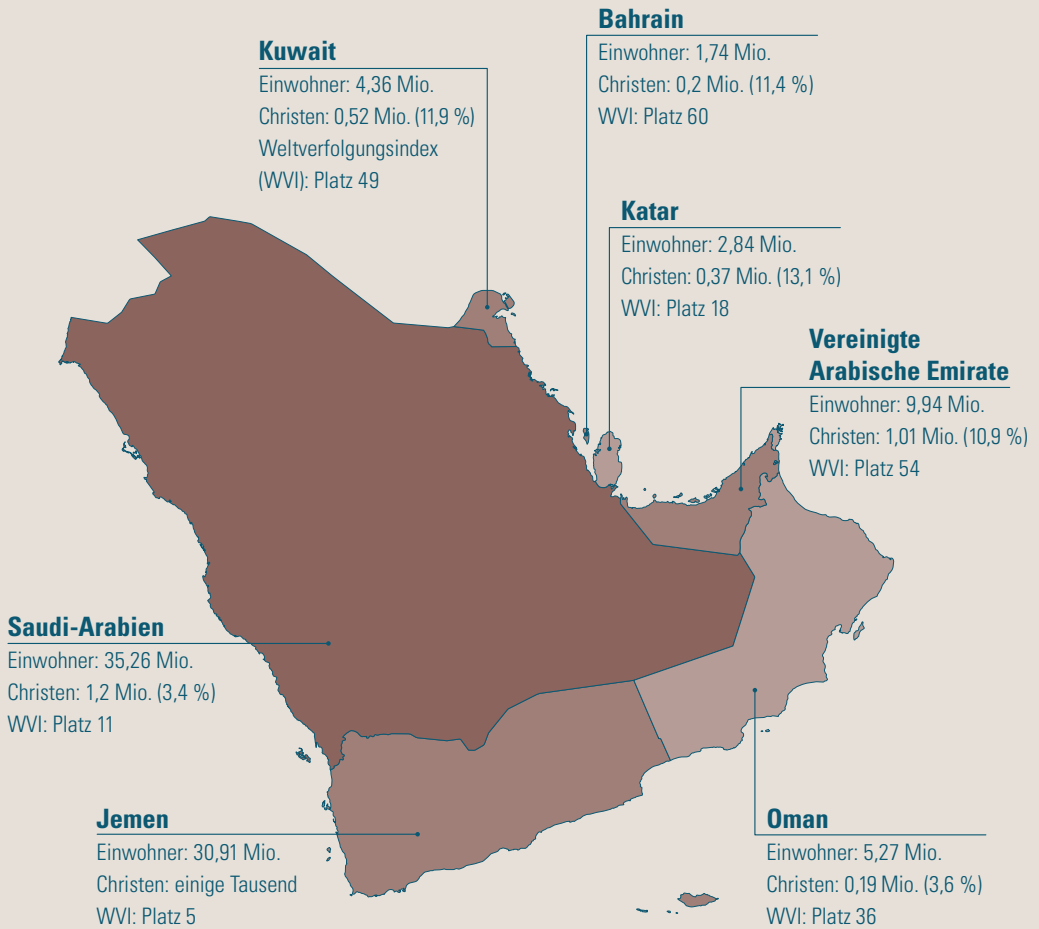 Bahrain
Einwohner: 1,74 Mio.
Christen: 0,2 Mio. (11,4 %)
WVI: Platz 60
Kuwait
Einwohner: 4,36 Mio.
Christen: 0,52 Mio. (11,9 %)
Weltverfolgungsindex
(WVI): Platz 49
Katar
Einwohner: 2,84 Mio.
Christen: 0,37 Mio. (13,1 %)
WVI: Platz 18
Vereinigte
Arabische Emirate
Einwohner: 9,94 Mio.
Christen: 1,01 Mio. (10,9 %)
WVI: Platz 54
Saudi-Arabien
Einwohner: 35,26 Mio.
Christen: 1,2 Mio. (3,4 %)
WVI: Platz 11
Jemen
Einwohner: 30,91 Mio.
Christen: einige Tausend
WVI: Platz 5
Oman
Einwohner: 5,27 Mio.
Christen: 0,19 Mio. (3,6 %)
WVI: Platz 36